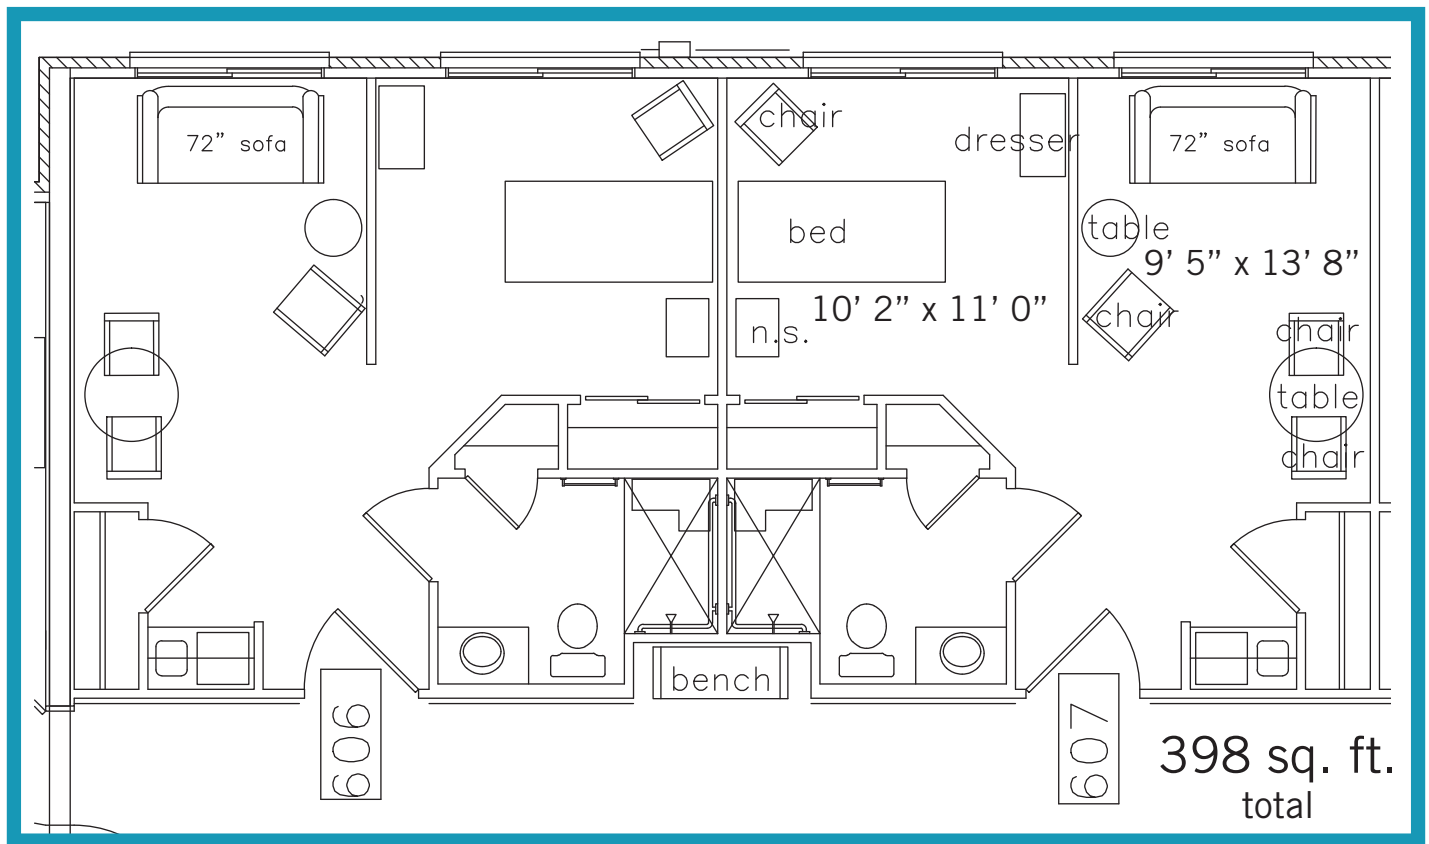 chair
dresser
72” sofa
72” sofa
bed
table
9’ 5” x 13’ 8”
10’ 2” x 11’ 0”
n.s.
chair
chair
table
chair
bench
606
607
398 sq. ft.
total